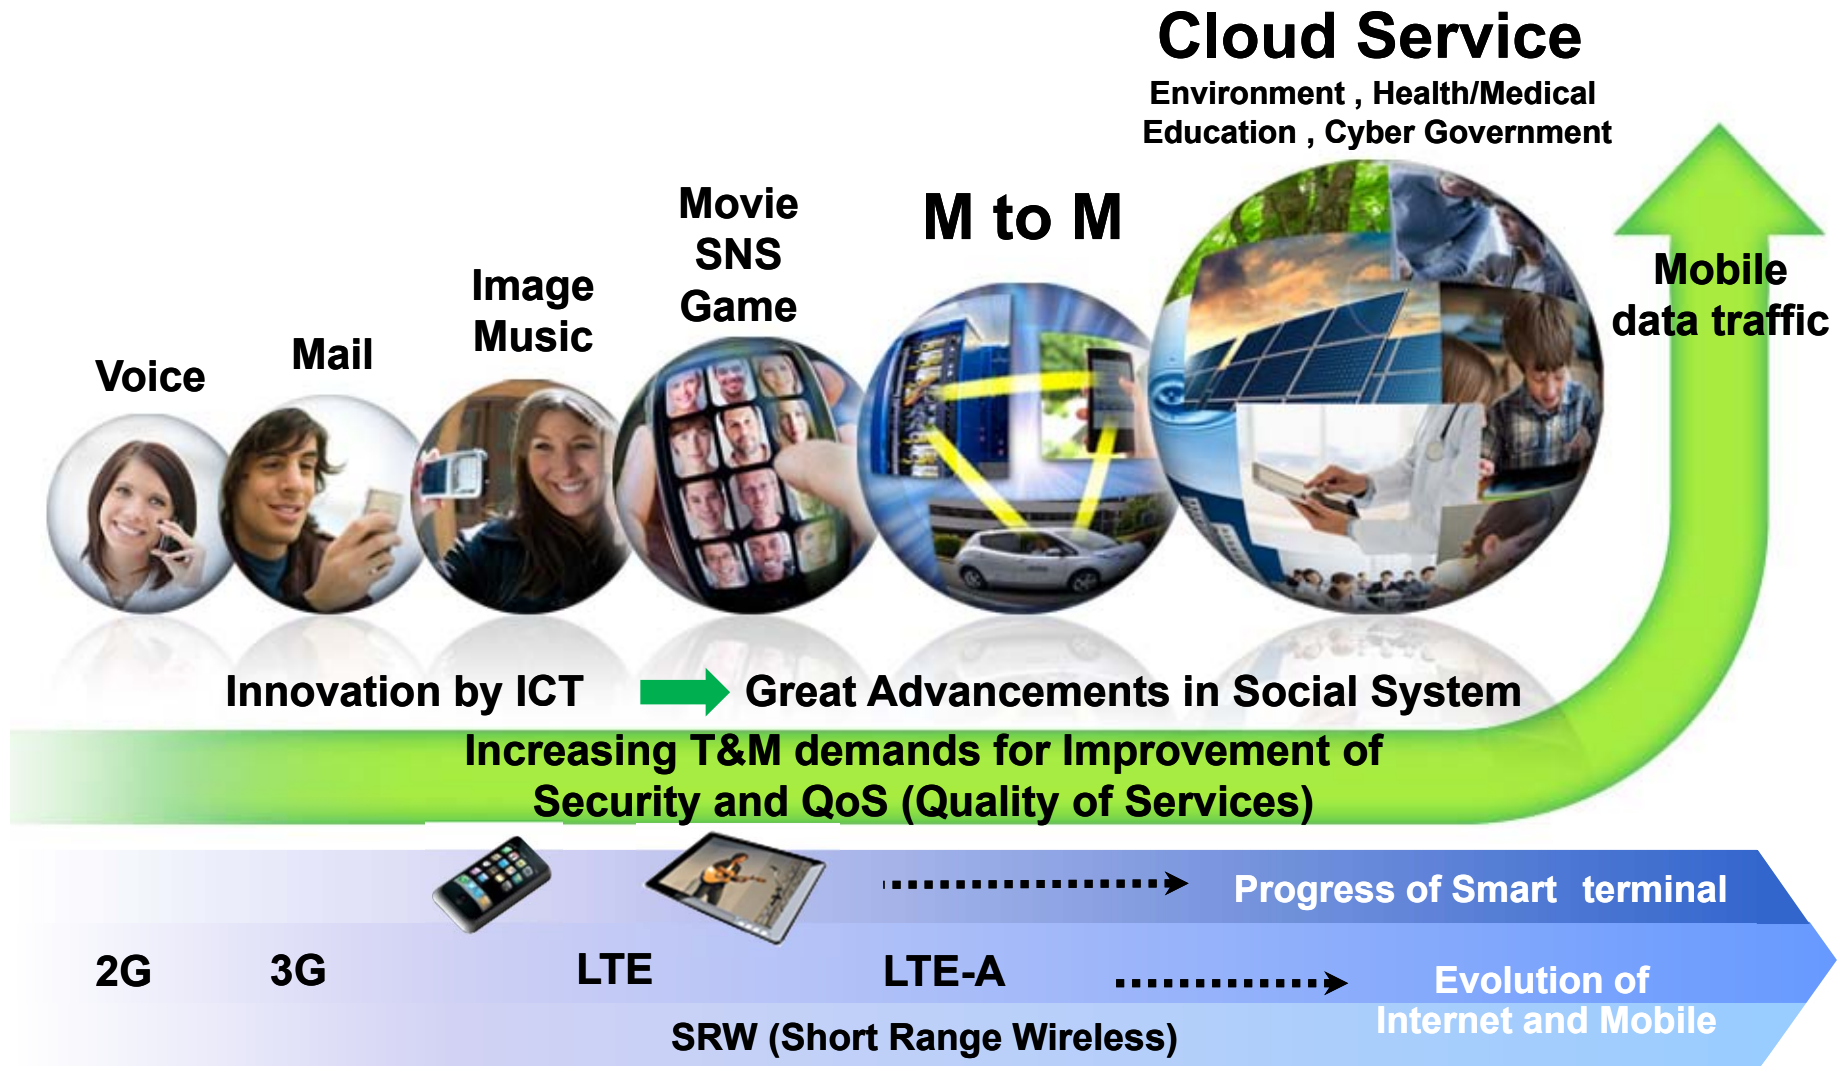 Cloud Service
Environment , Health/Medical
Education , Cyber Government
M to M
Movie
SNS
Game
Image
Music
Mail
Voice
Mobile
data traffic
Innovation by ICT
Great Advancements in Social System
Increasing T&M demands for Improvement of
Security and QoS (Quality of Services)
Progress of Smart terminal
2G
3G
LTE
LTE-A
Evolution of
Internet and Mobile
SRW (Short Range Wireless)